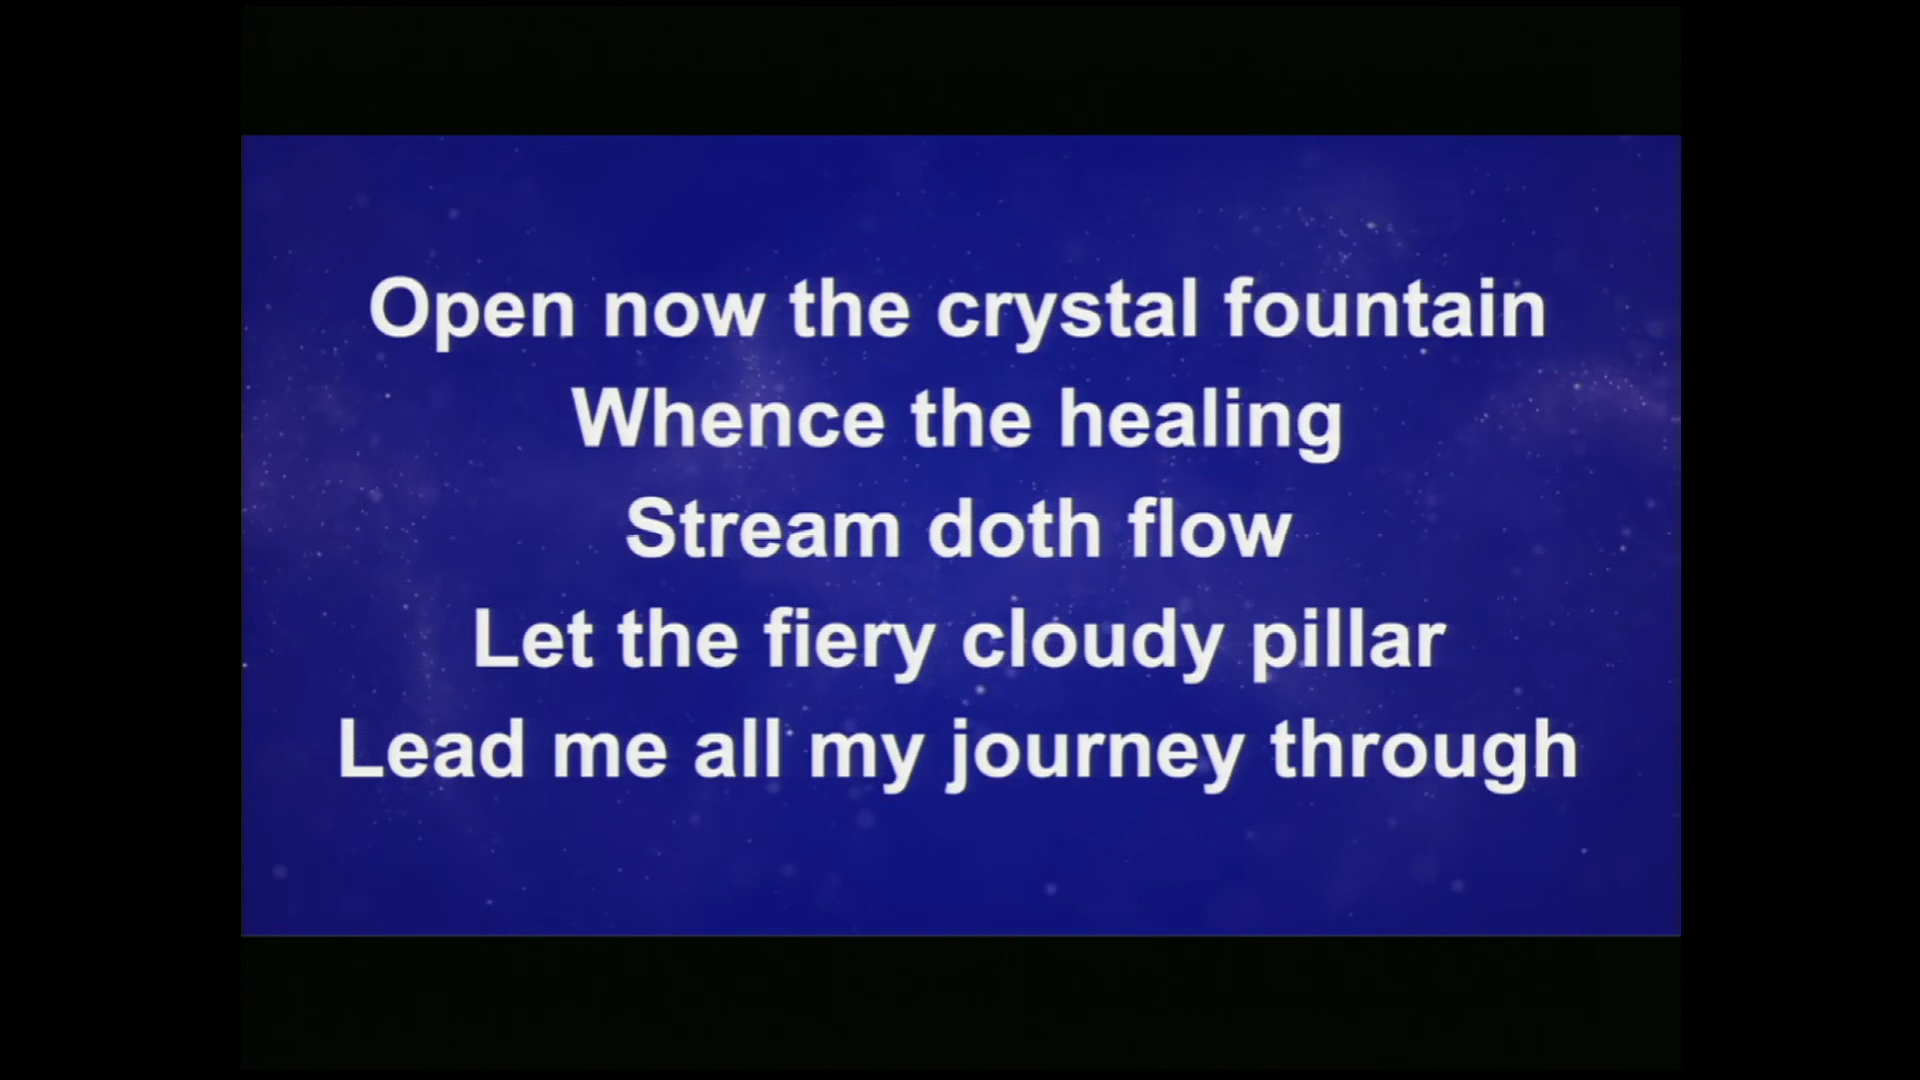 Open now the crystal fountain
Whence the healing
Stream doth flow
Let the fiery cloudy pillar
Lead me all my journey through